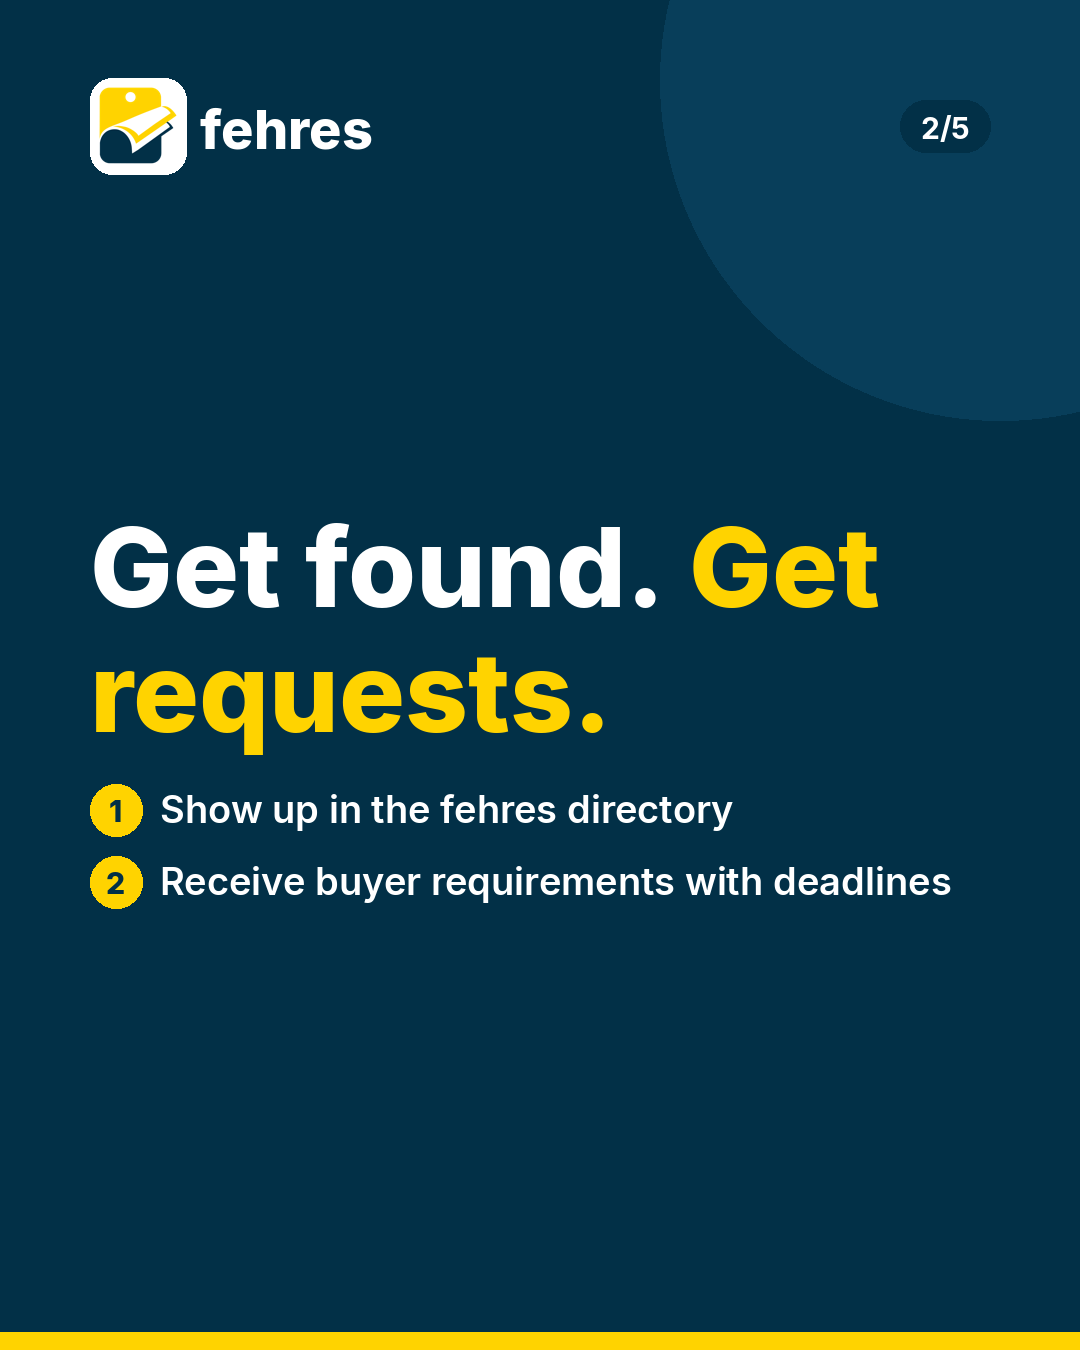 fehres
2/5
Get found. Get
requests.
1 Show up in the fehres directory
2 Receive buyer requirements with deadlines